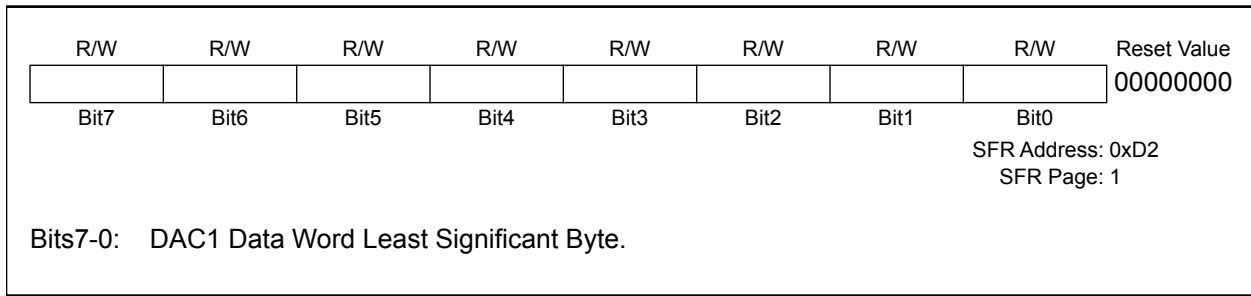 R/W R/W R/W R/W R/W R/W R/W R/W Reset Value
00000000
Bit7 Bit6 Bit5 Bit4 Bit3 Bit2 Bit1 Bit0
SFR Address: 0xD2
SFR Page: 1
Bits7-0: DAC1 Data Word Least Significant Byte.